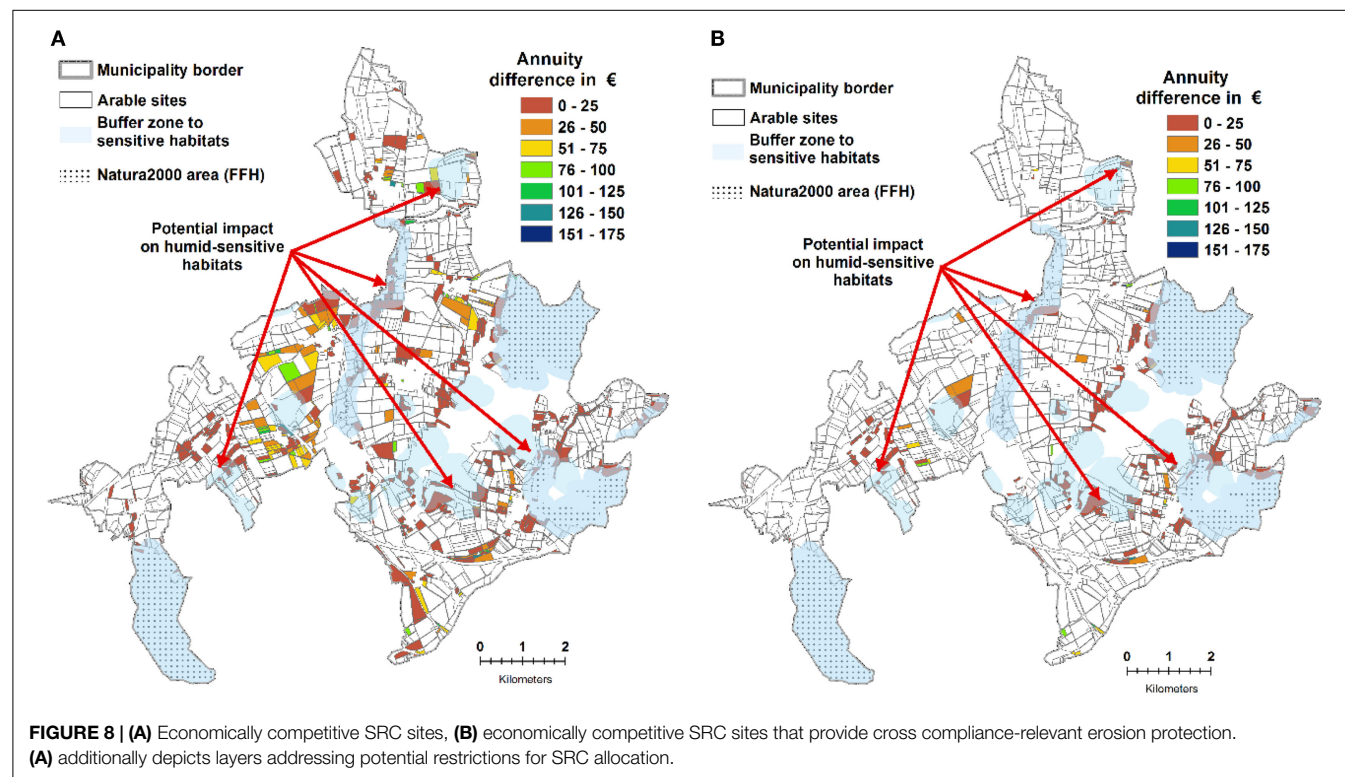 A
Municipality border
Arable sites
Buffer zone to
sensitive habitats
Natura2000 area (FFH)
Annuity
difference in €
0 - 25
26 - 50
51 - 75
76 - 100
101 - 125
126 - 150
151 - 175
Potential impact
on humid-sensitive
habitats
0 1 2
Kilometers
B
Municipality border
Arable sites
Buffer zone to
sensitive habitats
Natura2000 area (FFH)
Annuity
difference in €
0 - 25
26 - 50
51 - 75
76 - 100
101 - 125
126 - 150
151 - 175
Potential impact
on humid-sensitive
habitats
0 1 2
Kilometers
FIGURE 8 | (A) Economically competitive SRC sites, (B) economically competitive SRC sites that provide cross compliance-relevant erosion protection.
(A) additionally depicts layers addressing potential restrictions for SRC allocation.